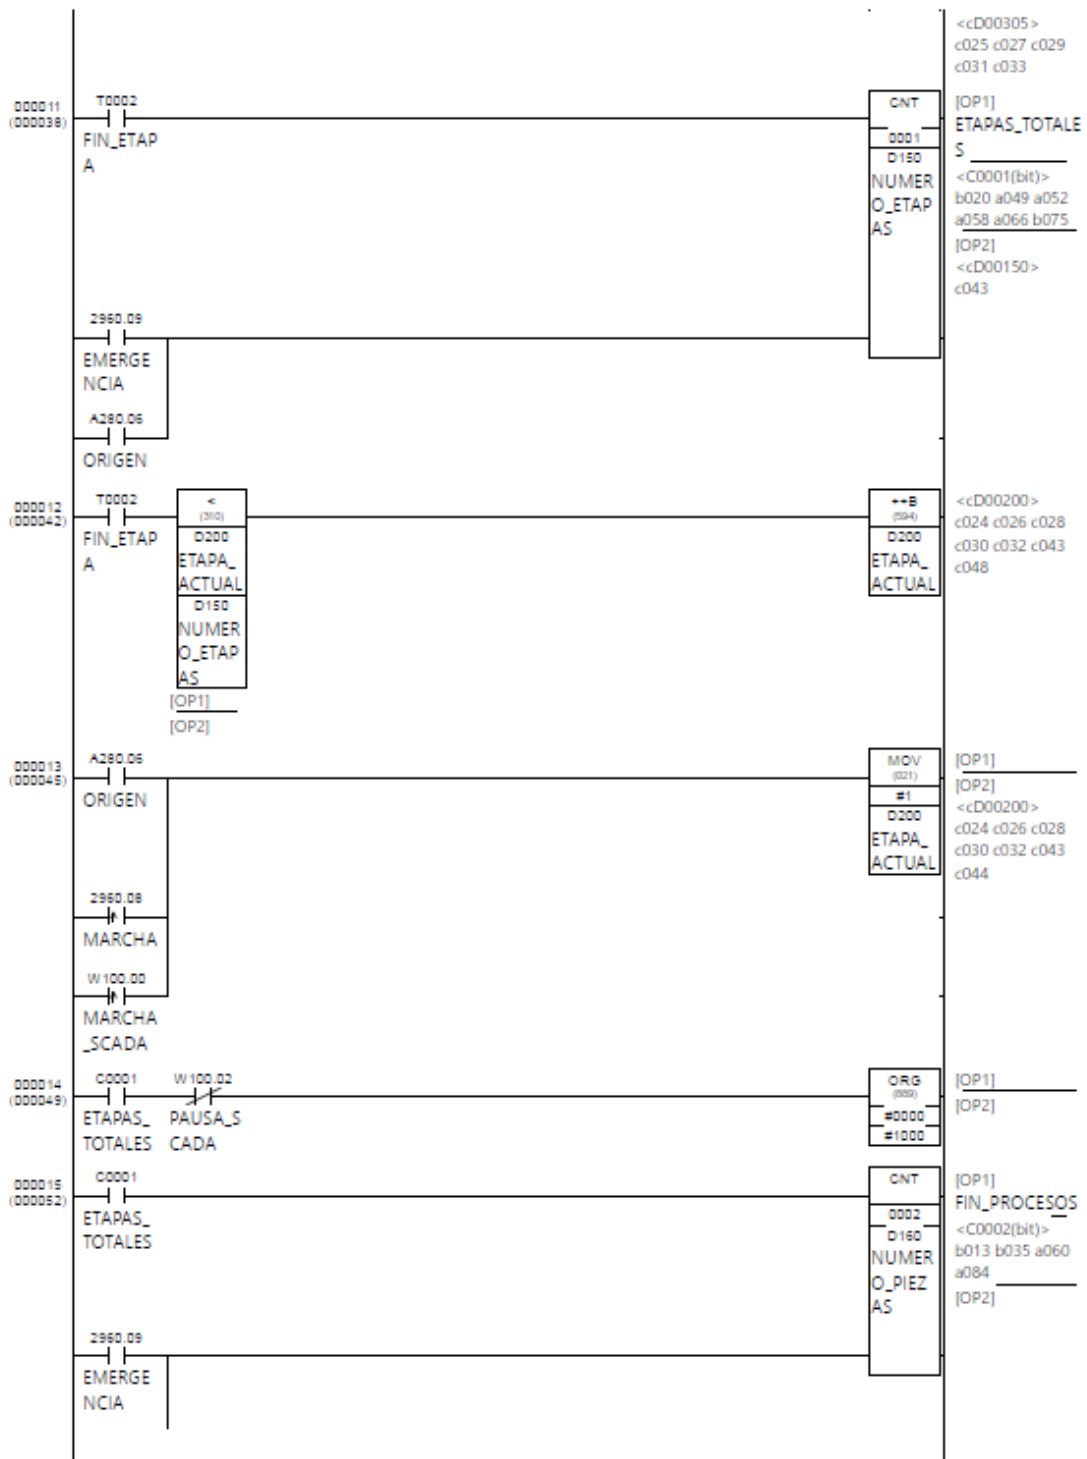 <cD00305>
c025 c027 c029
c031 c033
000011
(000038)
T0002
FIN_ETAP
A
CNT
0001
D150
NUMER
O_ETAP
AS
[OP1]
ETAPAS_TOTALE
S
<C0001(bit)>
b020 a049 a052
a058 a066 b075
[OP2]
<cD00150>
c043
2960.09
EMERGE
NCIA
A280.06
ORIGEN
000012
(000042)
T0002
FIN_ETAP
A
<
(310)
D200
ETAPA_
ACTUAL
D150
NUMER
O_ETAP
AS
[OP1]
[OP2]
++B
(594)
D200
ETAPA_
ACTUAL
<cD00200>
c024 c026 c028
c030 c032 c043
c048
000013
(000045)
A280.06
ORIGEN
MOV
(021)
#1
D200
ETAPA_
ACTUAL
[OP1]
[OP2]
<cD00200>
c024 c026 c028
c030 c032 c043
c044
2960.08
MARCHA
W100.00
MARCHA
_SCADA
000014
(000049)
C0001
ETAPAS_
TOTALES
W100.02
PAUSA_S
CADA
ORG
(889)
#0000
#1000
[OP1]
[OP2]
000015
(000052)
C0001
ETAPAS_
TOTALES
CNT
0002
D160
NUMER
O_PIEZ
AS
[OP1]
FIN_PROCESOS
<C0002(bit)>
b013 b035 a060
a084
[OP2]
2960.09
EMERGE
NCIA